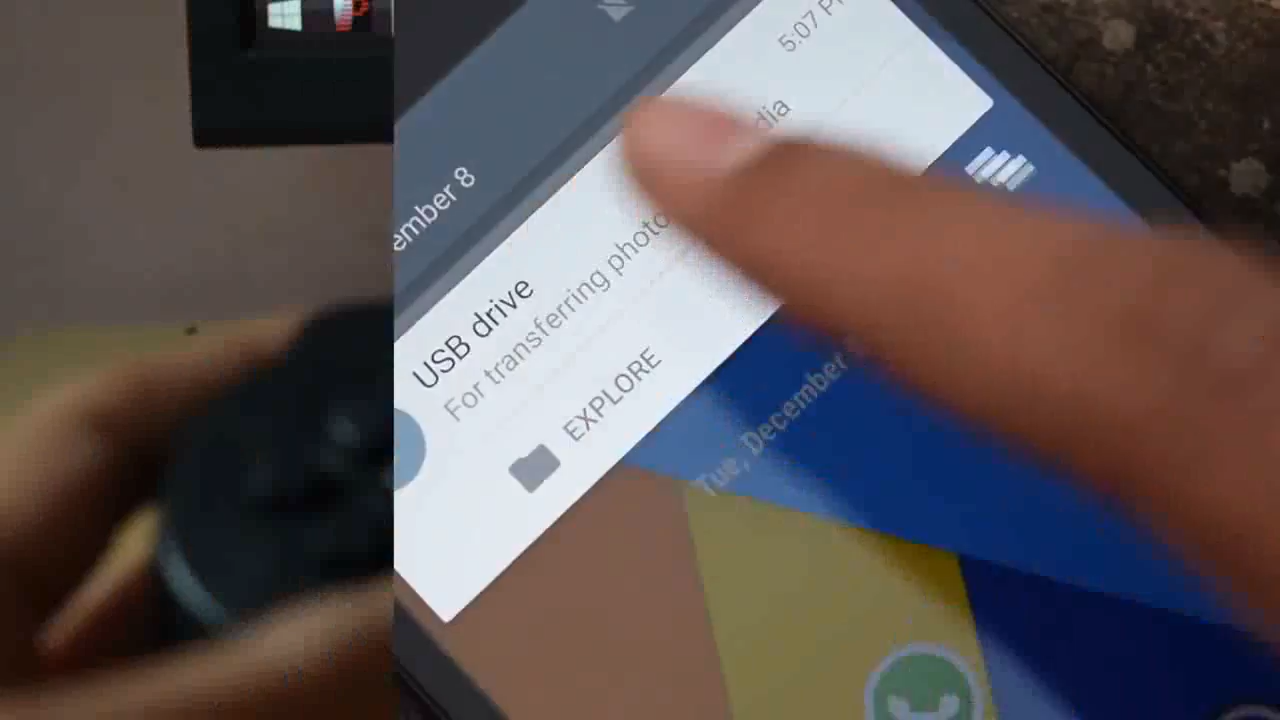 5:07 P
ember 8
USB drive
For transferring photo dia
EXPLORE
Tue, December